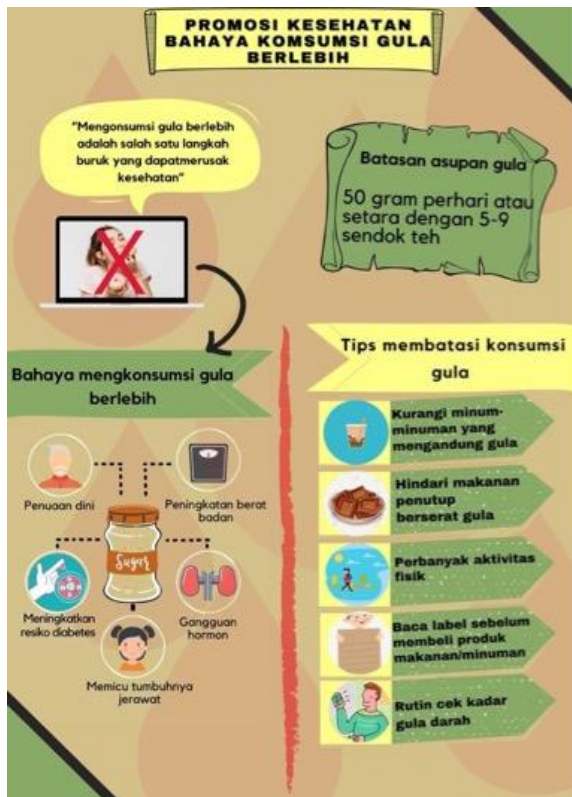 PROMOSI KESEHATAN
BAHAYA KOMSUMSI GULA
BERLEBIH
"Mengonsumsi gula berlebih
adalah salah satu langkah
buruk yang dapatmerusak
kesehatan"
Batasan asupan gula
50 gram perhari atau
setara dengan 5-9
sendok teh
Bahaya mengkonsumsi gula
berlebih
Penuaan dini
Peningkatan berat
badan
Sugar
Meningkatkan
resiko diabetes
Gangguan
hormon
Memicu tumbuhnya
jerawat
Tips membatasi konsumsi
gula
Kurangi minum-
minuman yang
mengandung gula
Hindari makanan
penutup
berserat gula
Perbanyak aktivitas
fisik
Baca label sebelum
membeli produk
makanan/minuman
Rutin cek kadar
gula darah